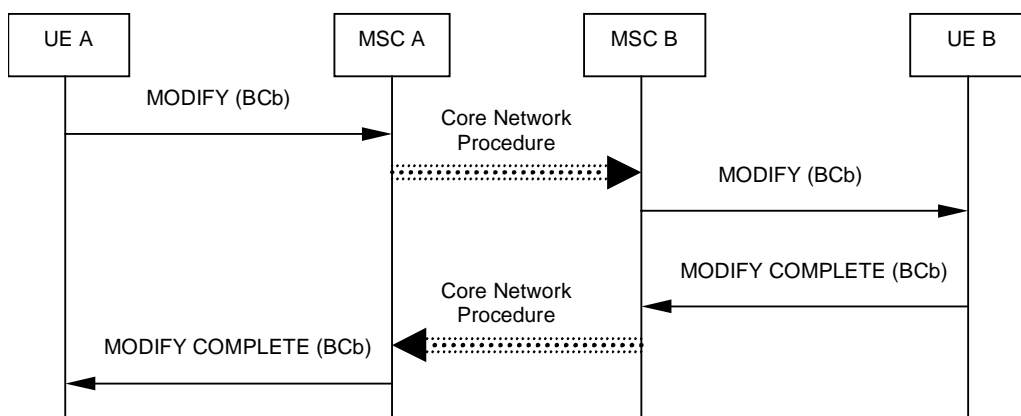 UE A
MSC A
MSC B
UE B
MODIFY (BCb)
Core Network
Procedure
MODIFY (BCb)
MODIFY COMPLETE (BCb)
Core Network
Procedure
MODIFY COMPLETE (BCb)